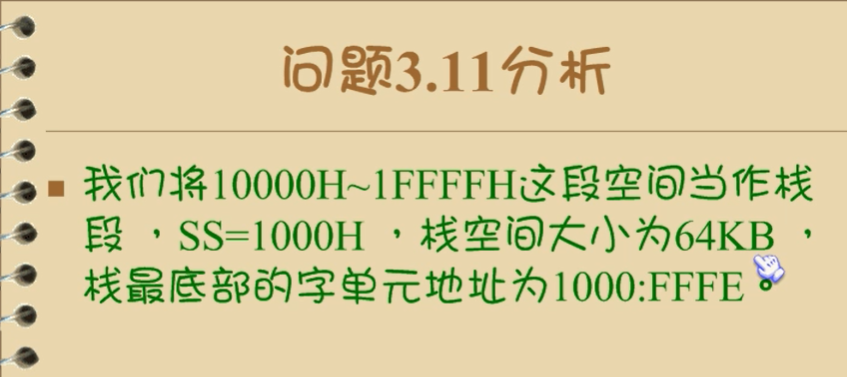 问题3.11分析
我们将10000H~1FFFFH这段空间当作栈
段 ，SS=1000H ，栈空间大小为64KB ，
栈最底部的字单元地址为1000:FFFE 。